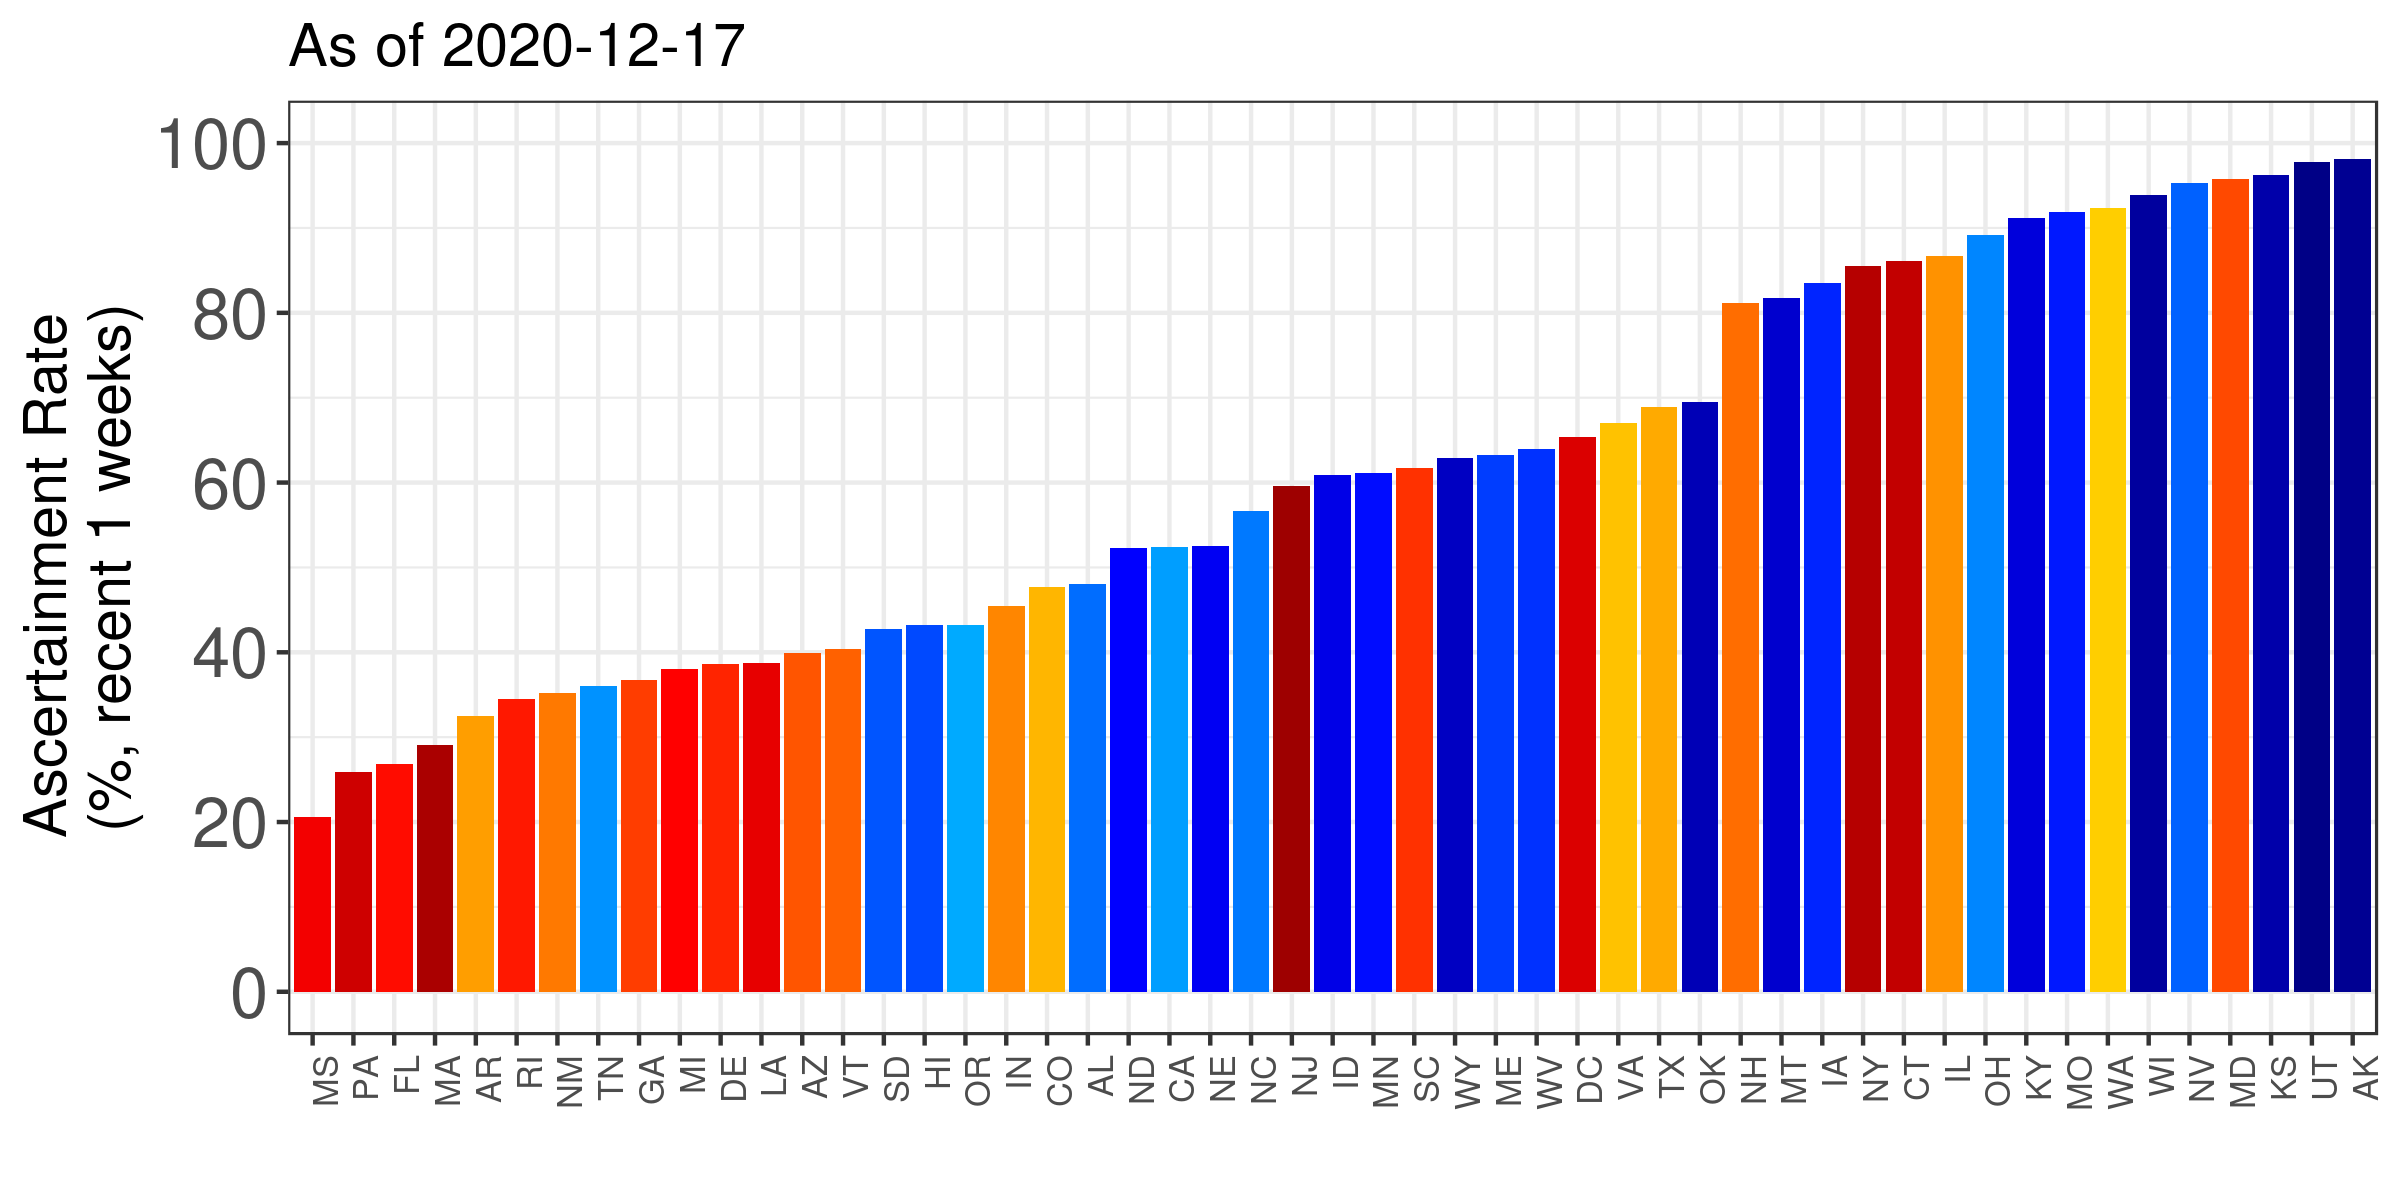 As of 2020-12-17
Ascertainment Rate
(%, recent 1 weeks)
100
80
60
40
20
0
MS PA FL MA AR RI NM TN GA MI DE LA AZ VT SD HI OR IN CO AL ND CA NE NC NJ ID MN SC WY ME WV DC VA TX OK NH MT IA NY CT IL OH KY MO WA WI NV MD KS UT AK